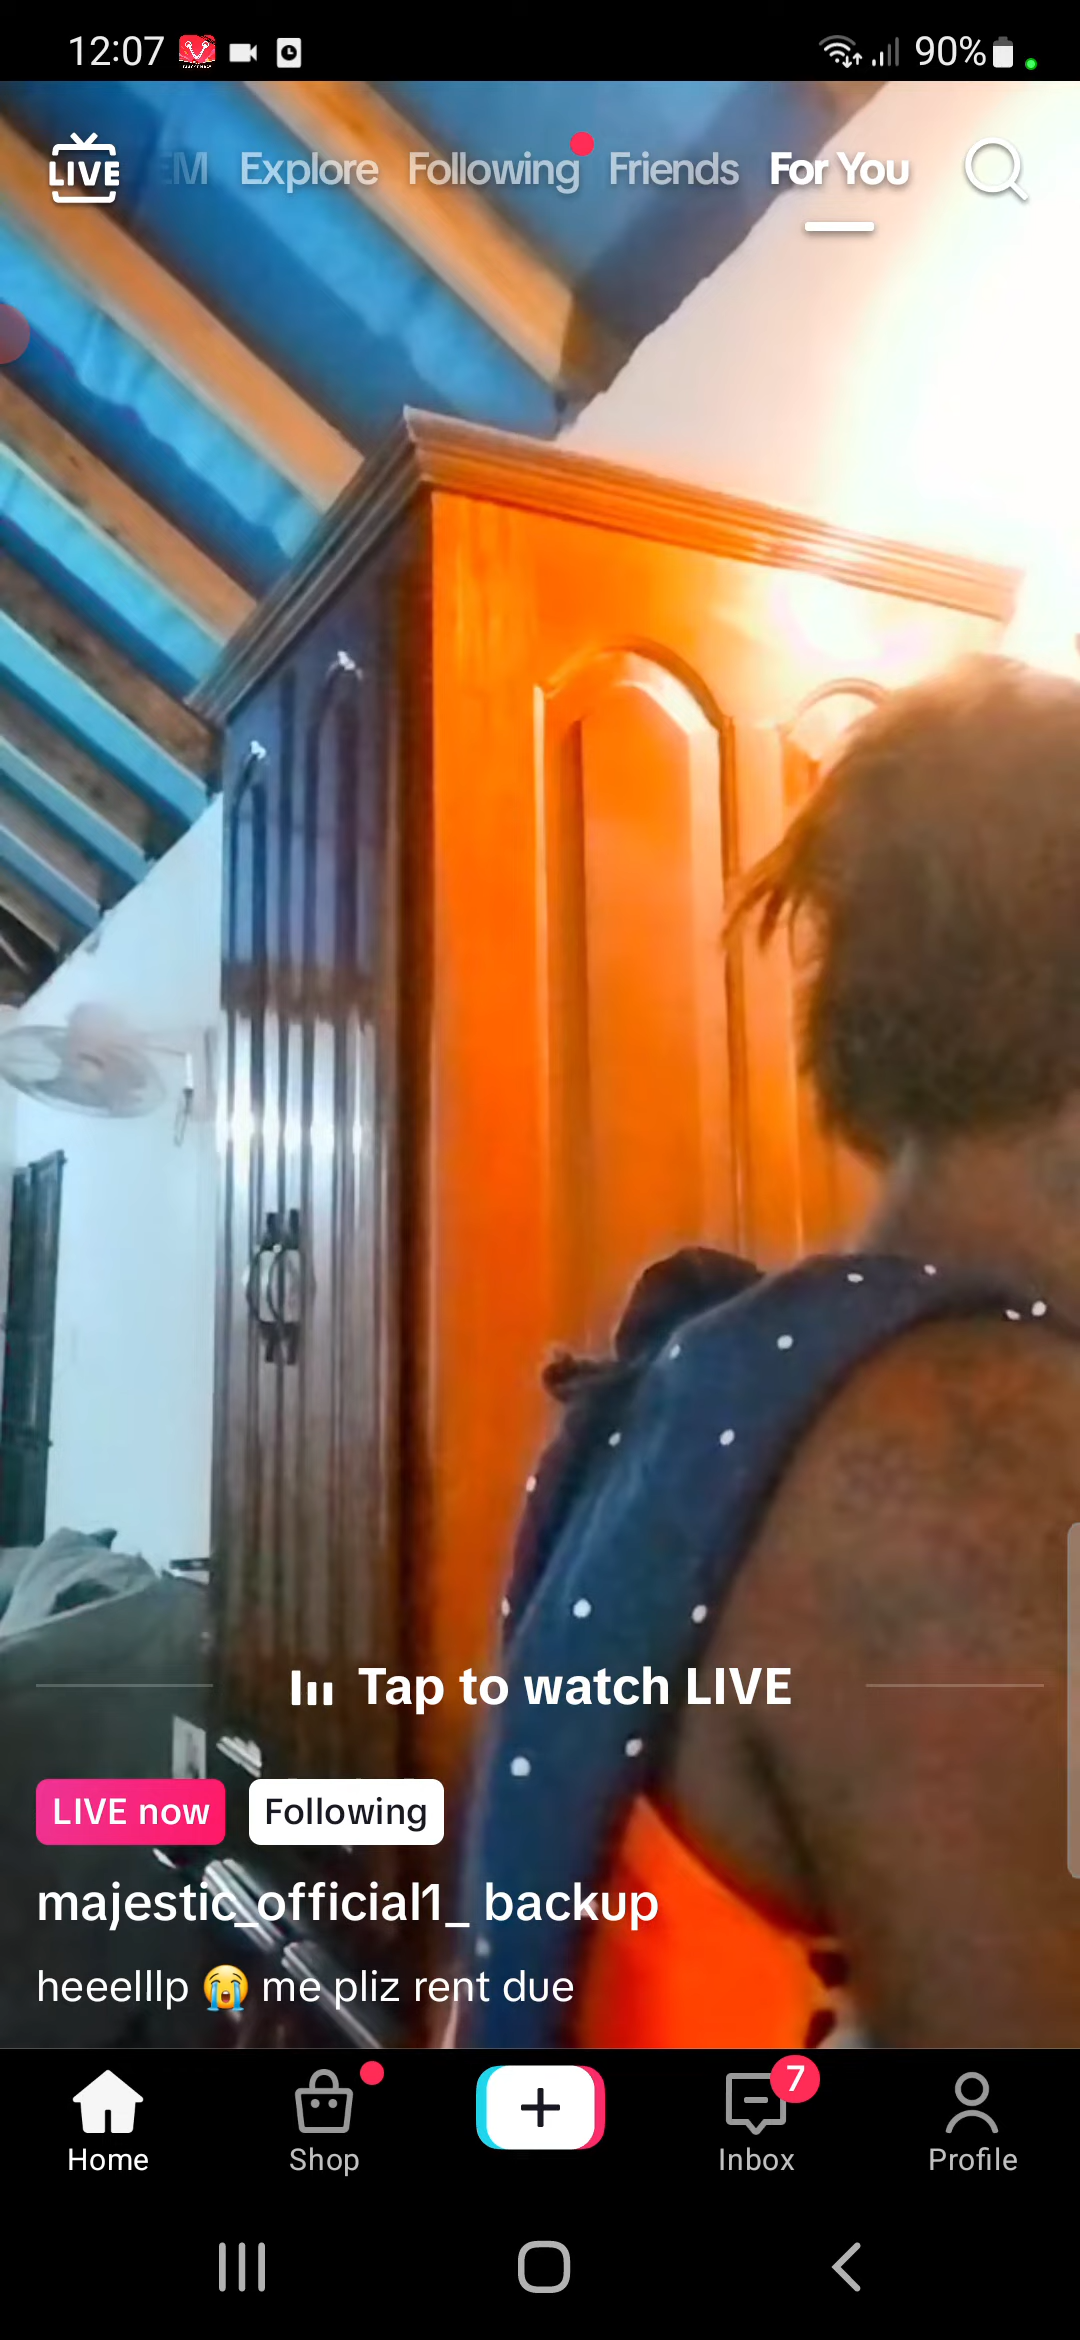 12:07
90%
LIVE
EM Explore Following Friends For You
Tap to watch LIVE
LIVE now Following
majestic_official1_ backup
heeelllp 😭 me pliz rent due
7
Home Shop Inbox Profile